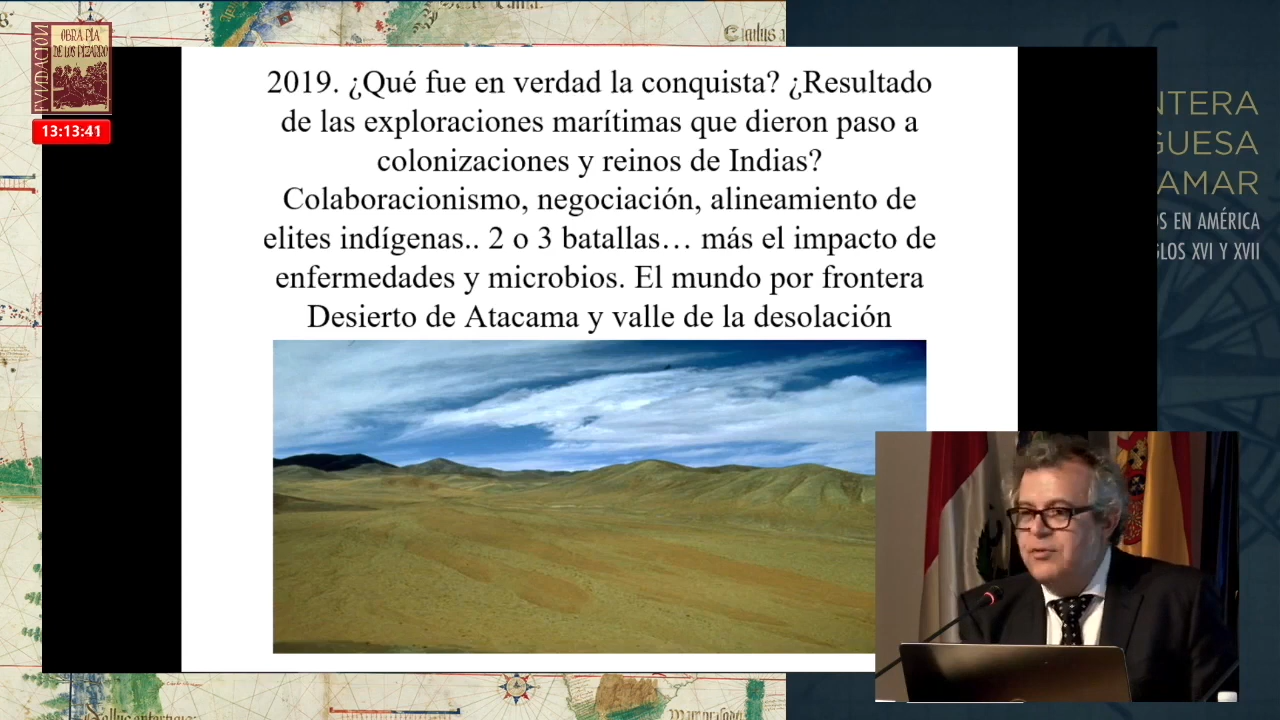 FVNDACION
OBRA PIA
DE LOS PIZARRO
13:13:41
2019. ¿Qué fue en verdad la conquista? ¿Resultado
de las exploraciones marítimas que dieron paso a
colonizaciones y reinos de Indias?
Colaboracionismo, negociación, alineamiento de
elites indígenas.. 2 o 3 batallas… más el impacto de
enfermedades y microbios. El mundo por frontera
Desierto de Atacama y valle de la desolación
NTERA
GUESA
AMAR
OS EN AMÉRICA
GLOS XVI Y XVII